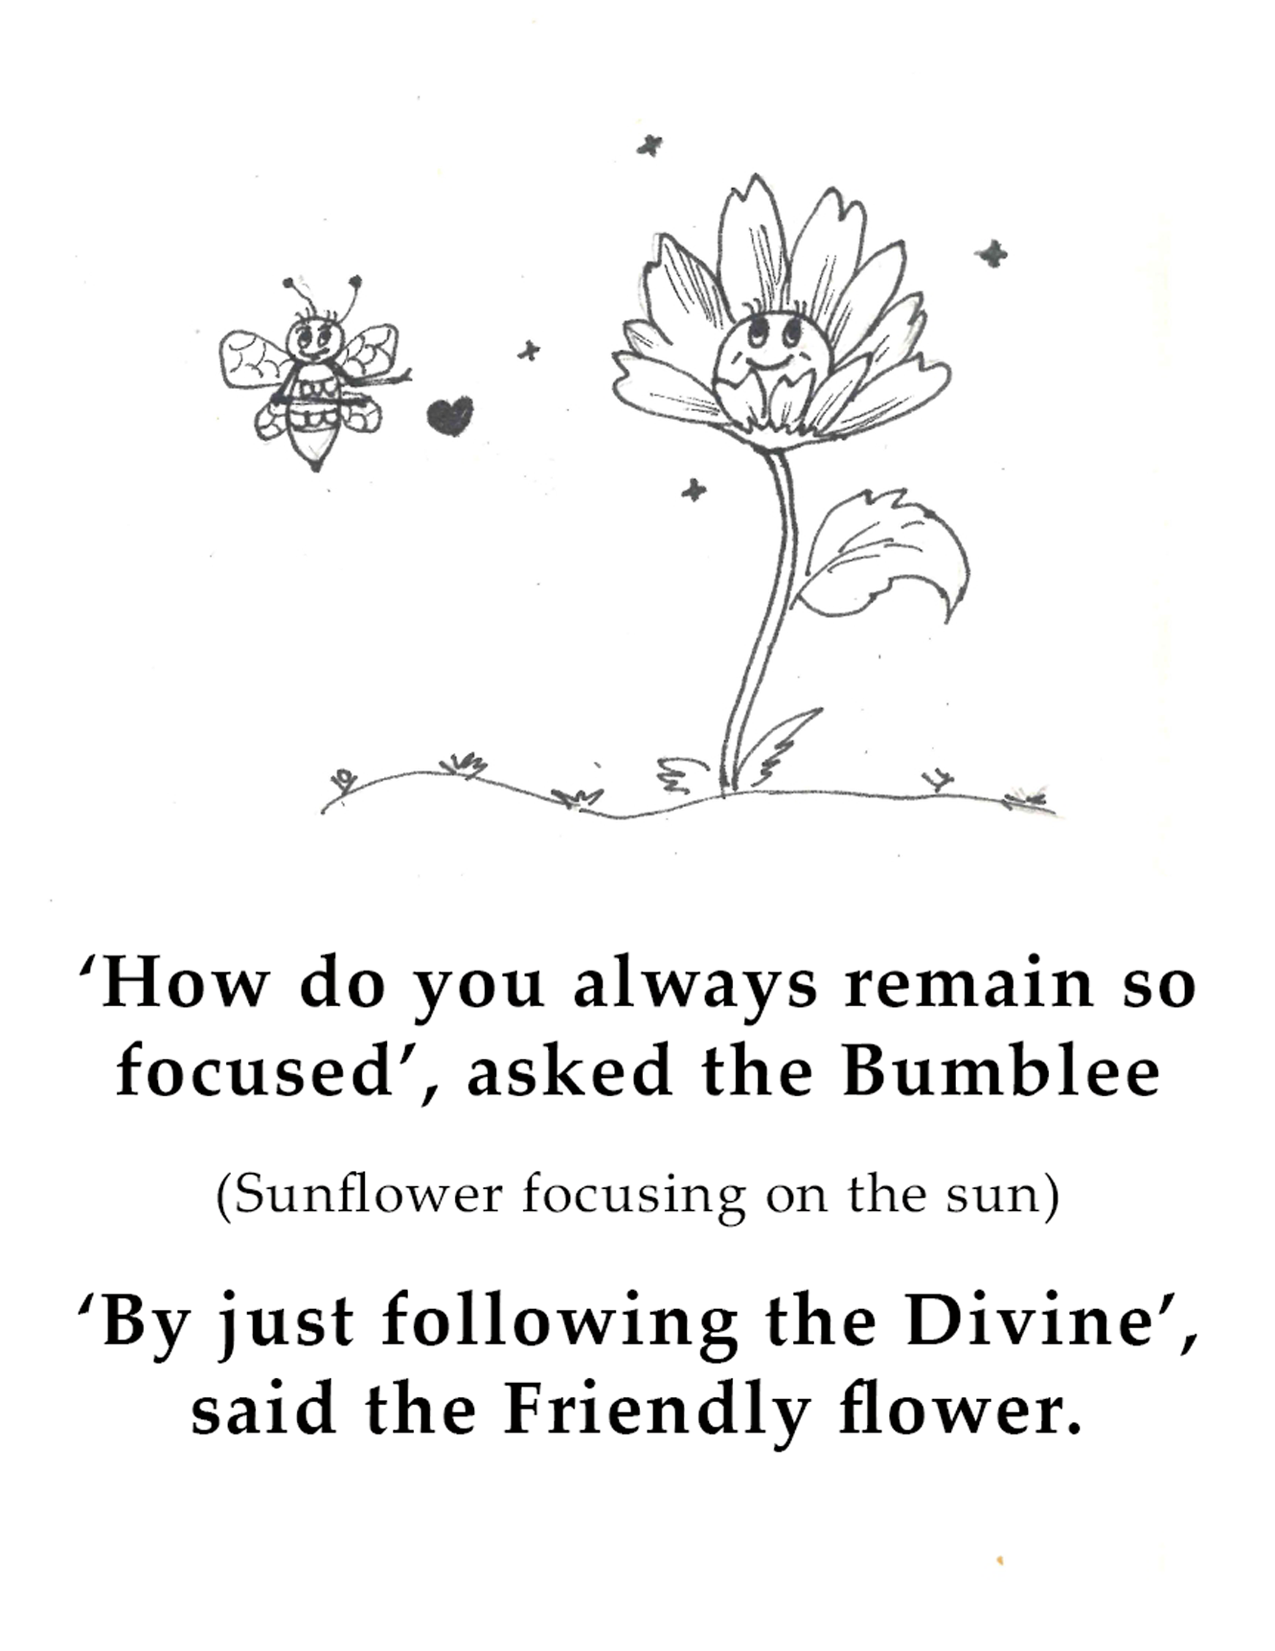 ‘How do you always remain so
focused’, asked the Bumblee
(Sunflower focusing on the sun)
‘By just following the Divine’,
said the Friendly flower.